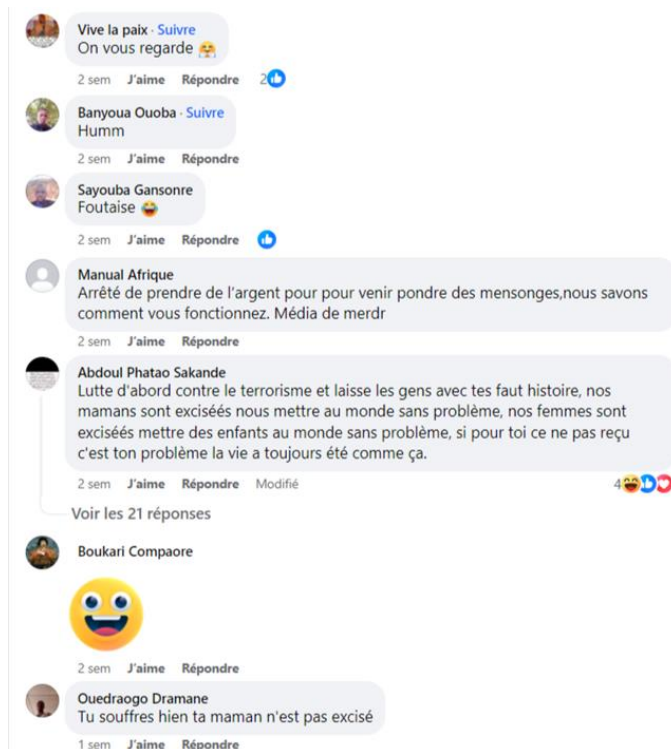 Vive la paix · Suivre
On vous regarde 🤗
2 sem J'aime Répondre 2
Banyoua Ouoba · Suivre
Humm
2 sem J'aime Répondre
Sayouba Gansonre
Foutaise 😂
2 sem J'aime Répondre
Manual Afrique
Arrêté de prendre de l'argent pour pour venir pondre des mensonges,nous savons
comment vous fonctionnez. Média de merdr
2 sem J'aime Répondre
Abdoul Phatao Sakande
Lutte d'abord contre le terrorisme et laisse les gens avec tes faut histoire, nos
mamans sont exciséés nous mettre au monde sans problème, nos femmes sont
exciséés mettre des enfants au monde sans problème, si pour toi ce ne pas reçu
c'est ton problème la vie a toujours été comme ça.
2 sem J'aime Répondre Modifié 4
Voir les 21 réponses
Boukari Compaore
2 sem J'aime Répondre
Ouedraogo Dramane
Tu souffres hien ta maman n'est pas excisé
1 sem J'aime Répondre